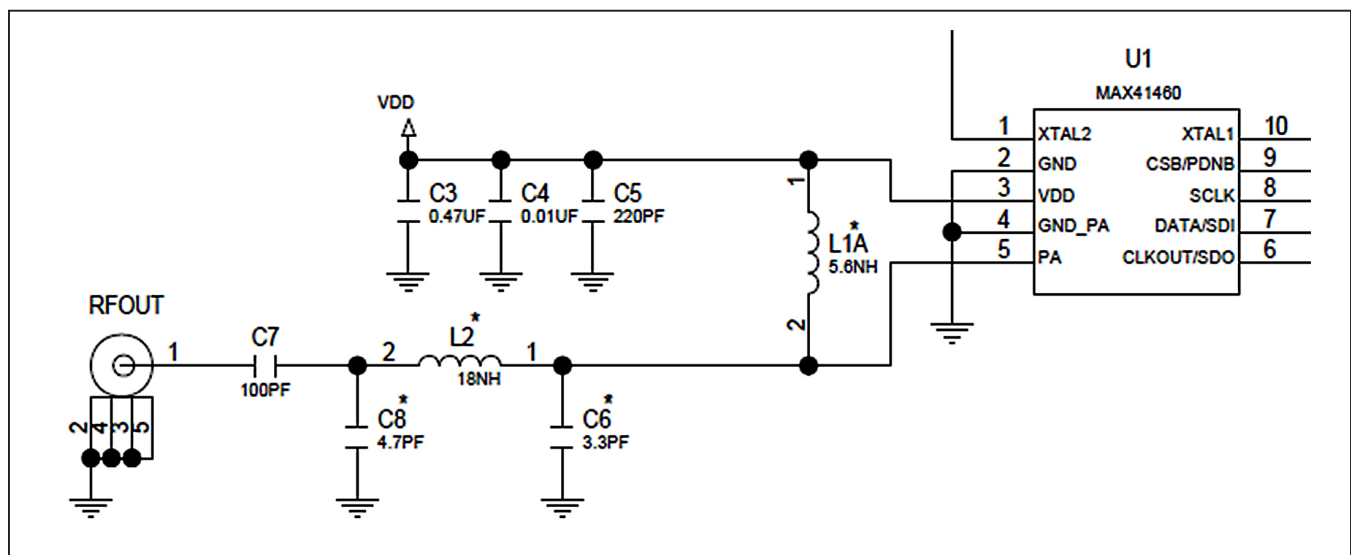 U1
MAX41460
VDD
1 XTAL2 XTAL1 10
2 GND CSB/PDNB 9
3 VDD SCLK 8
4 GND_PA DATA/SDI 7
5 PA CLKOUT/SDO 6
C3
0.47UF
C4
0.01UF
C5
220PF
1
L1A*
5.6NH
2
RFOUT
1
C7
100PF
2
L2*
18NH
1
C8*
4.7PF
C6*
3.3PF
2 4 3 5